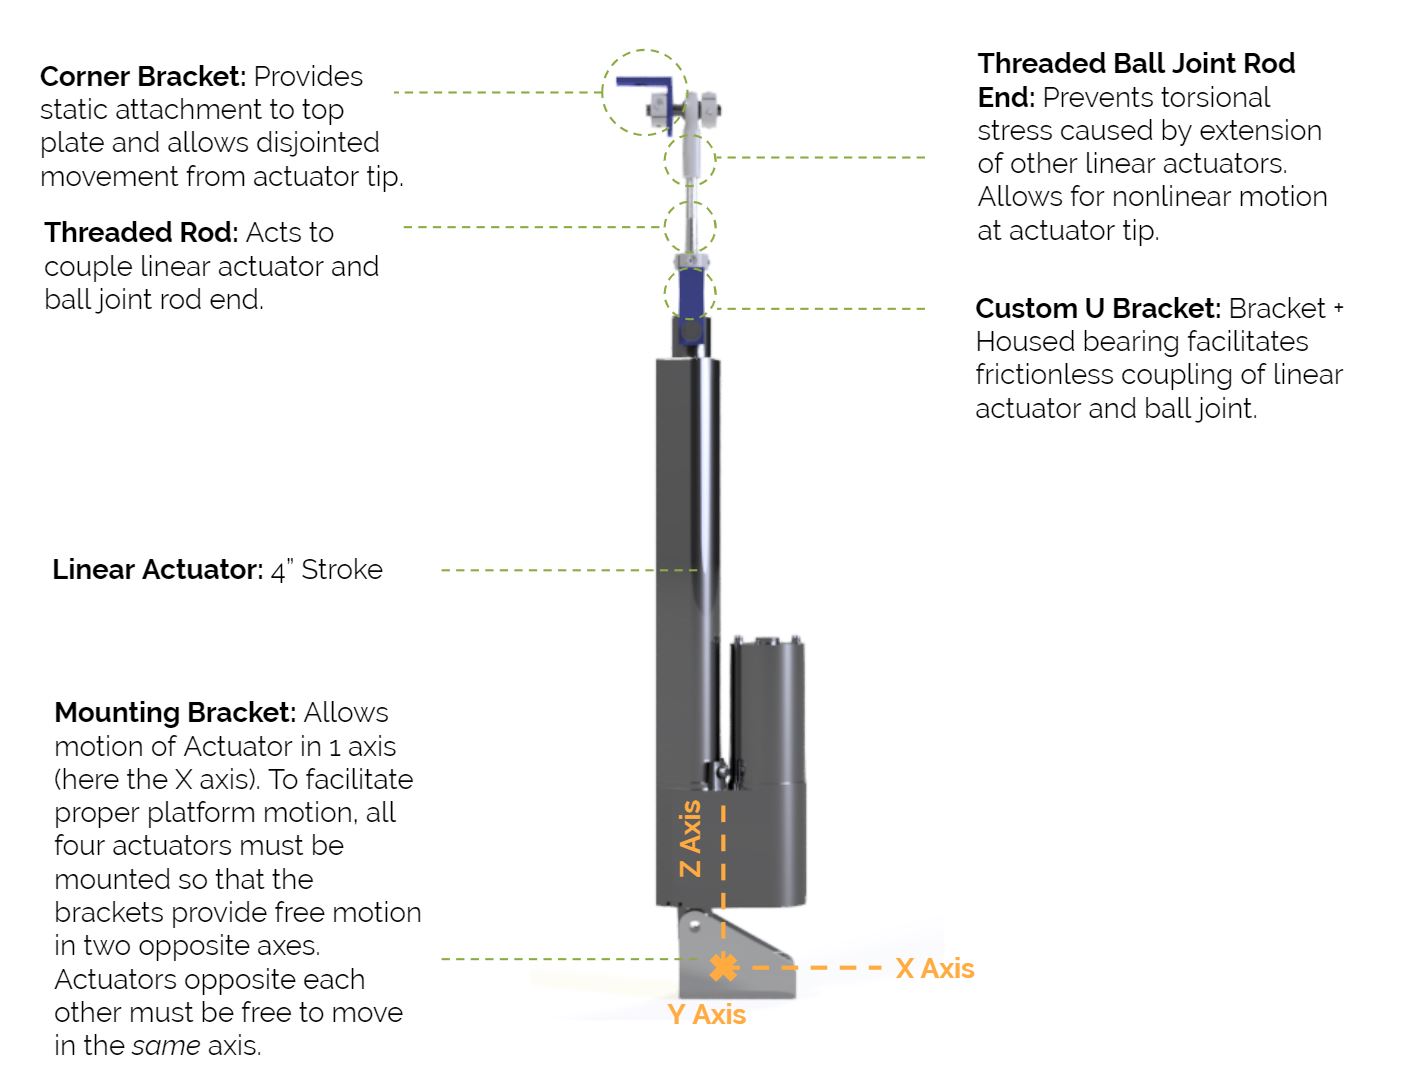 Corner Bracket: Provides
static attachment to top
plate and allows disjointed
movement from actuator tip.
Threaded Rod: Acts to
couple linear actuator and
ball joint rod end.
Linear Actuator: 4” Stroke
Mounting Bracket: Allows
motion of Actuator in 1 axis
(here the X axis). To facilitate
proper platform motion, all
four actuators must be
mounted so that the
brackets provide free motion
in two opposite axes.
Actuators opposite each
other must be free to move
in the same axis.
Threaded Ball Joint Rod
End: Prevents torsional
stress caused by extension
of other linear actuators.
Allows for nonlinear motion
at actuator tip.
Custom U Bracket: Bracket +
Housed bearing facilitates
frictionless coupling of linear
actuator and ball joint.
Z Axis
X Axis
Y Axis